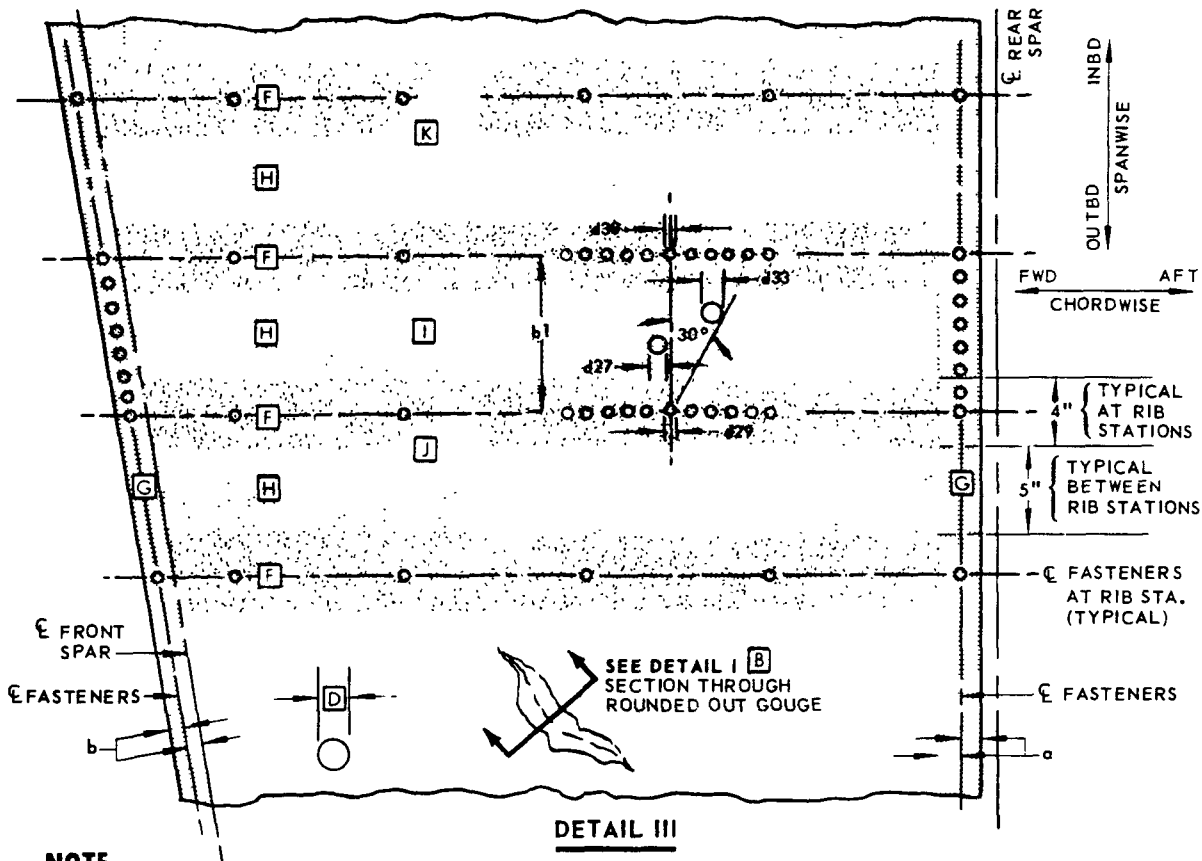 ℄ REAR SPAR
INBD
SPANWISE
OUTBD
F
K
H
d30
F
d33
FWD
AFT
CHORDWISE
H
I
b1
30°
d27
4"
TYPICAL
AT RIB
STATIONS
F
d29
J
G
H
G
5"
TYPICAL
BETWEEN
RIB STATIONS
F
℄ FASTENERS
AT RIB STA.
(TYPICAL)
℄ FRONT
SPAR
SEE DETAIL I B
SECTION THROUGH
ROUNDED OUT GOUGE
℄ FASTENERS
D
℄ FASTENERS
b
a
DETAIL III
NOTE